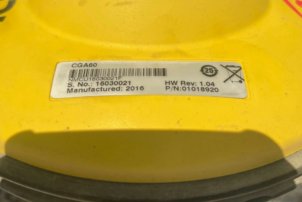 CGA60
S. No.: 16030021
Manufactured: 2016
HW Rev: 1.04
P/N:01018920